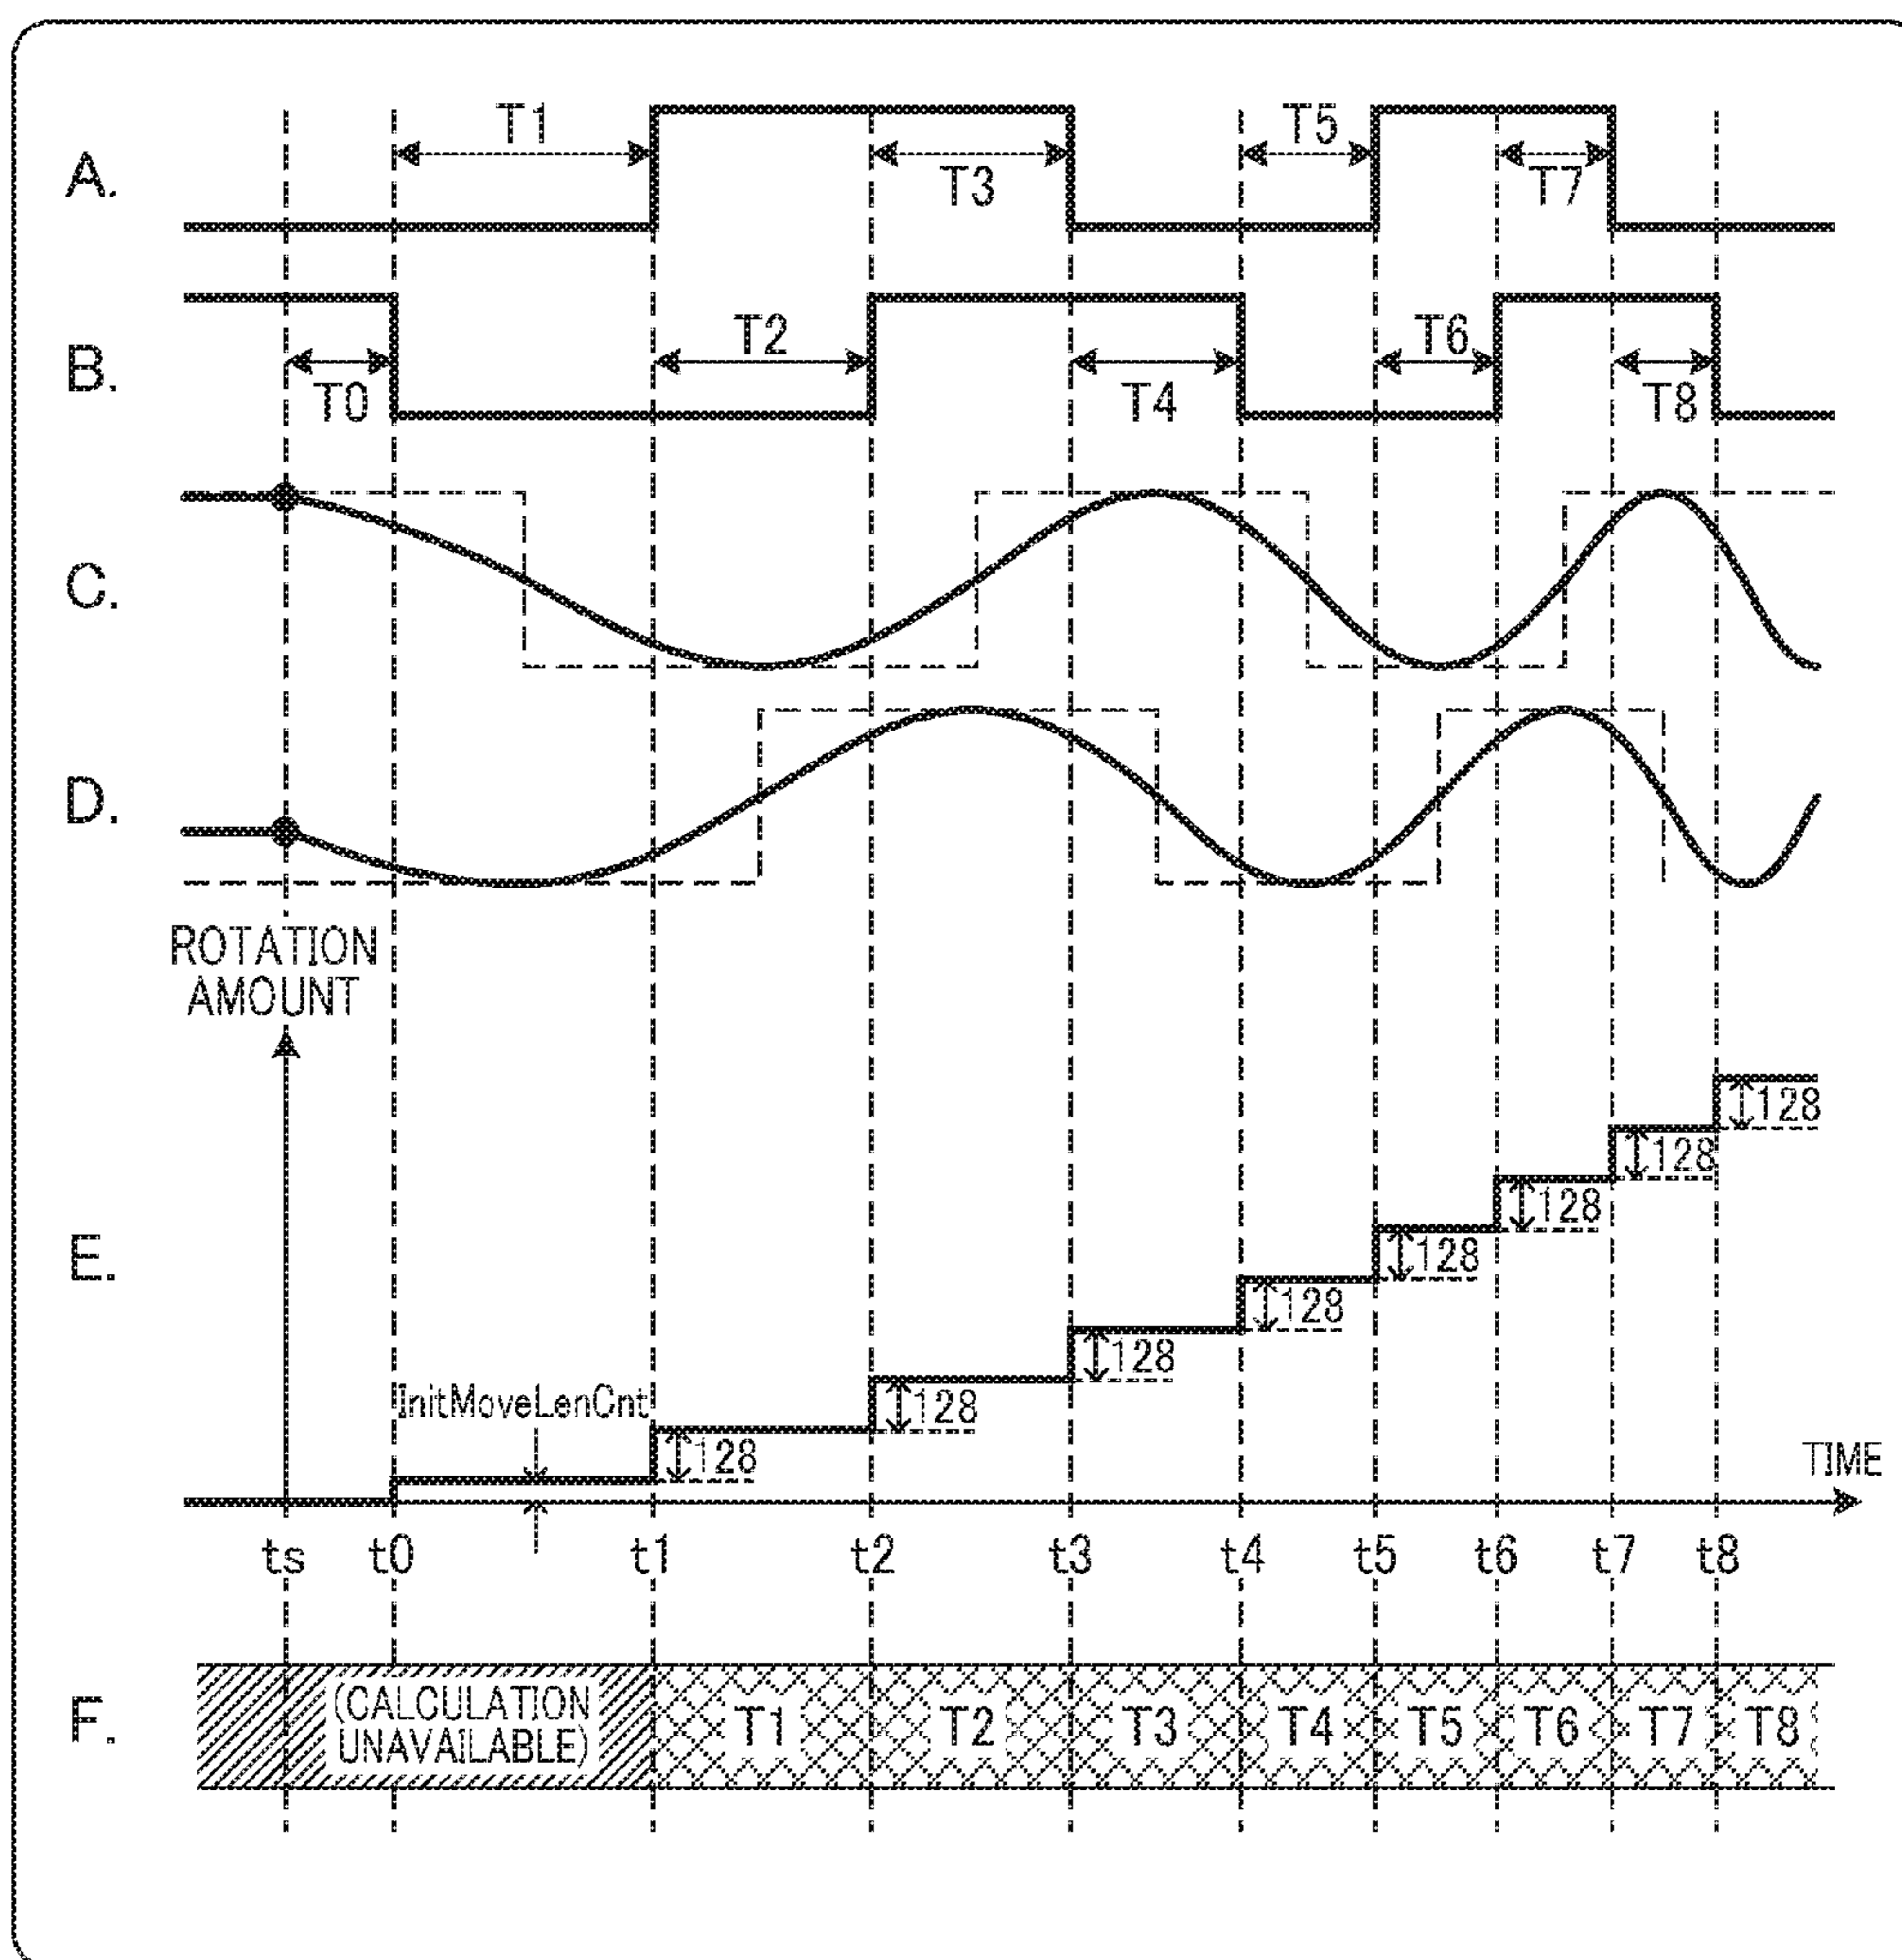 A.
T1
T3
T5
T7
B.
T0
T2
T4
T6
T8
C.
D.
ROTATION
AMOUNT
E.
InitMoveLenCnt
128
128
128
128
128
128
128
128
TIME
ts t0 t1 t2 t3 t4 t5 t6 t7 t8
F.
(CALCULATION
UNAVAILABLE)
T1 T2 T3 T4 T5 T6 T7 T8